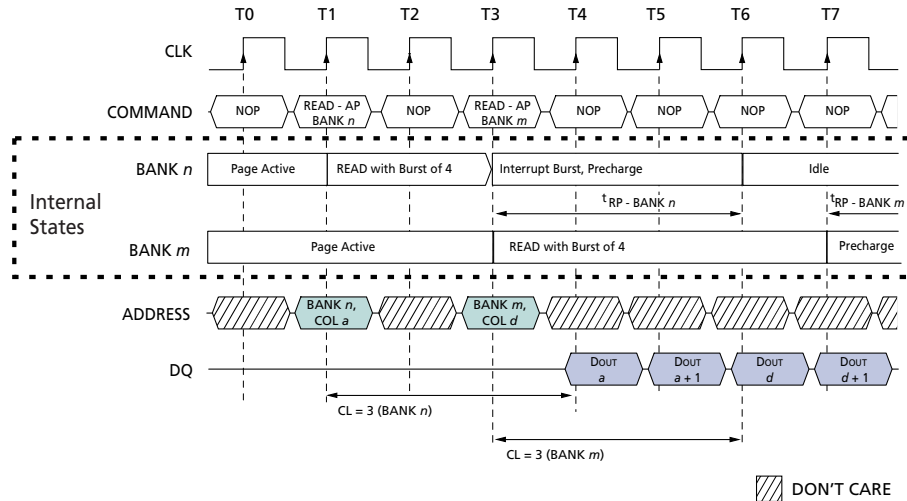 T0 T1 T2 T3 T4 T5 T6 T7
CLK
COMMAND NOP READ - AP BANK n NOP READ - AP BANK m NOP NOP NOP NOP
Internal States
BANK n Page Active READ with Burst of 4 Interrupt Burst, Precharge Idle
tRP - BANK n tRP - BANK m
BANK m Page Active READ with Burst of 4 Precharge
ADDRESS BANK n, COL a BANK m, COL d
DQ DOUT a DOUT a + 1 DOUT d DOUT d + 1
CL = 3 (BANK n)
CL = 3 (BANK m)
DON'T CARE